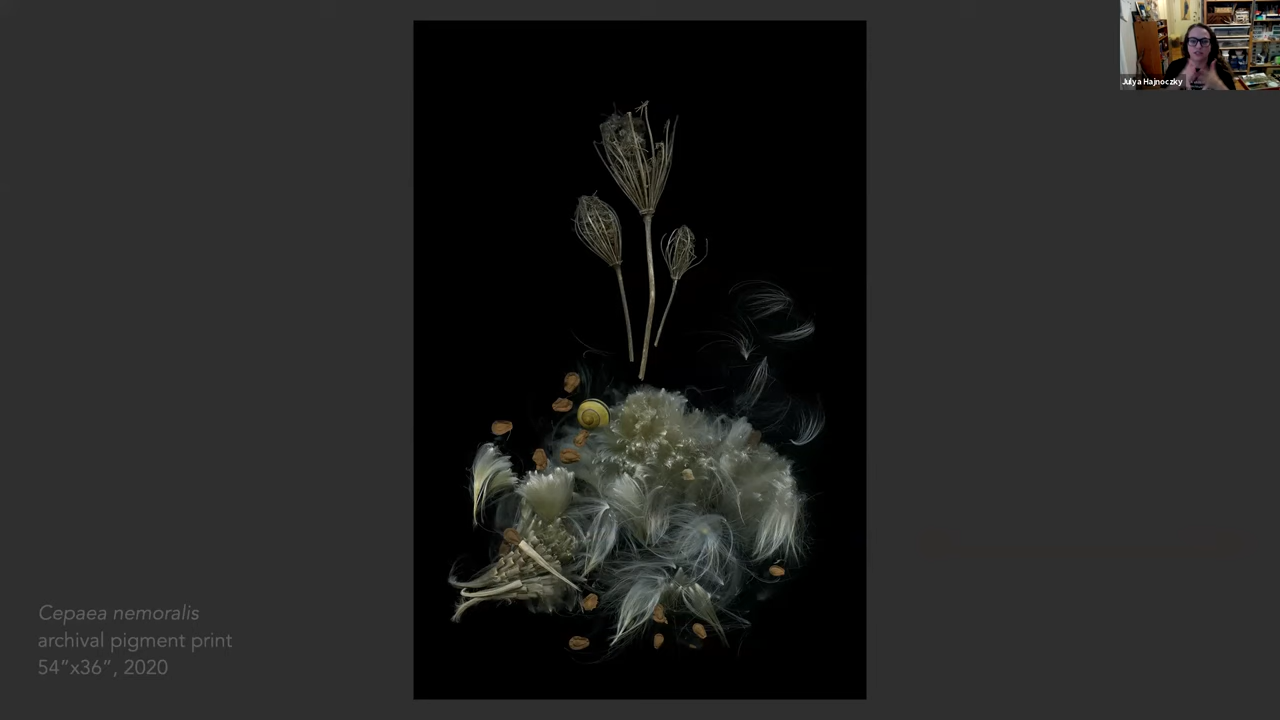 Julya Hajnoczky
Cepaea nemoralis
archival pigment print
54”x36”, 2020